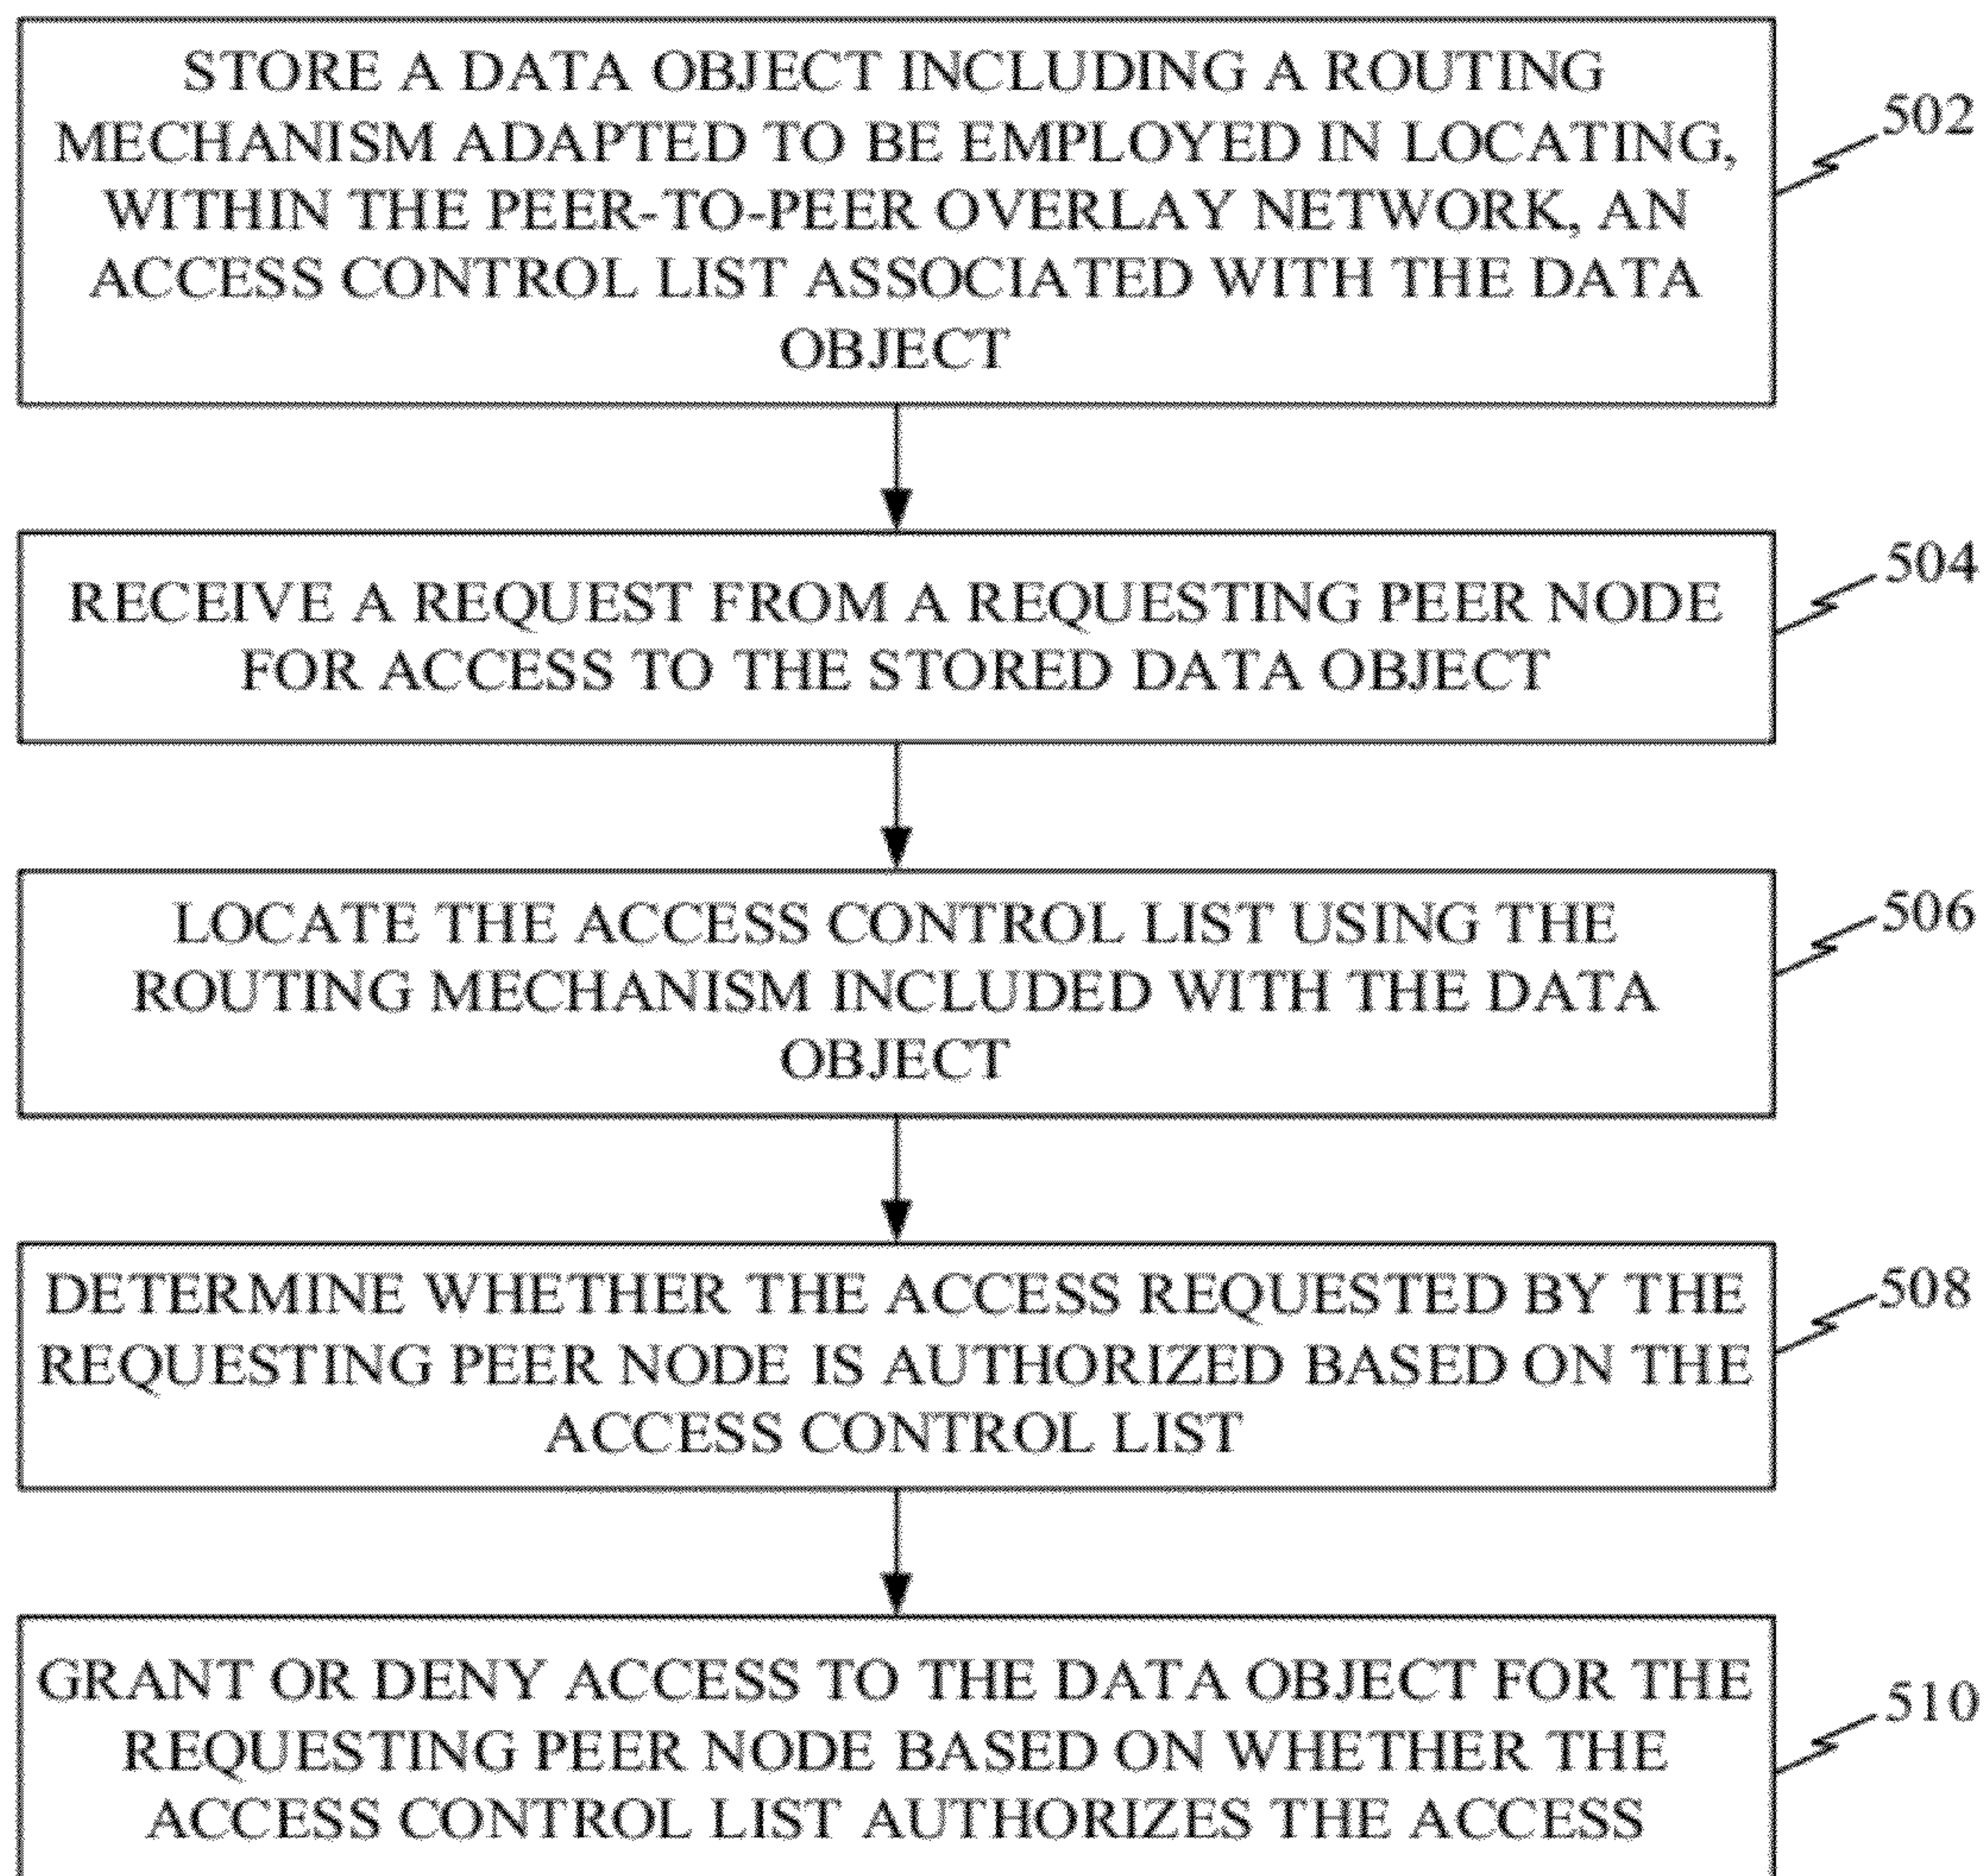 STORE A DATA OBJECT INCLUDING A ROUTING
MECHANISM ADAPTED TO BE EMPLOYED IN LOCATING,
WITHIN THE PEER-TO-PEER OVERLAY NETWORK, AN
ACCESS CONTROL LIST ASSOCIATED WITH THE DATA
OBJECT
502
RECEIVE A REQUEST FROM A REQUESTING PEER NODE
FOR ACCESS TO THE STORED DATA OBJECT
504
LOCATE THE ACCESS CONTROL LIST USING THE
ROUTING MECHANISM INCLUDED WITH THE DATA
OBJECT
506
DETERMINE WHETHER THE ACCESS REQUESTED BY THE
REQUESTING PEER NODE IS AUTHORIZED BASED ON THE
ACCESS CONTROL LIST
508
GRANT OR DENY ACCESS TO THE DATA OBJECT FOR THE
REQUESTING PEER NODE BASED ON WHETHER THE
ACCESS CONTROL LIST AUTHORIZES THE ACCESS
510